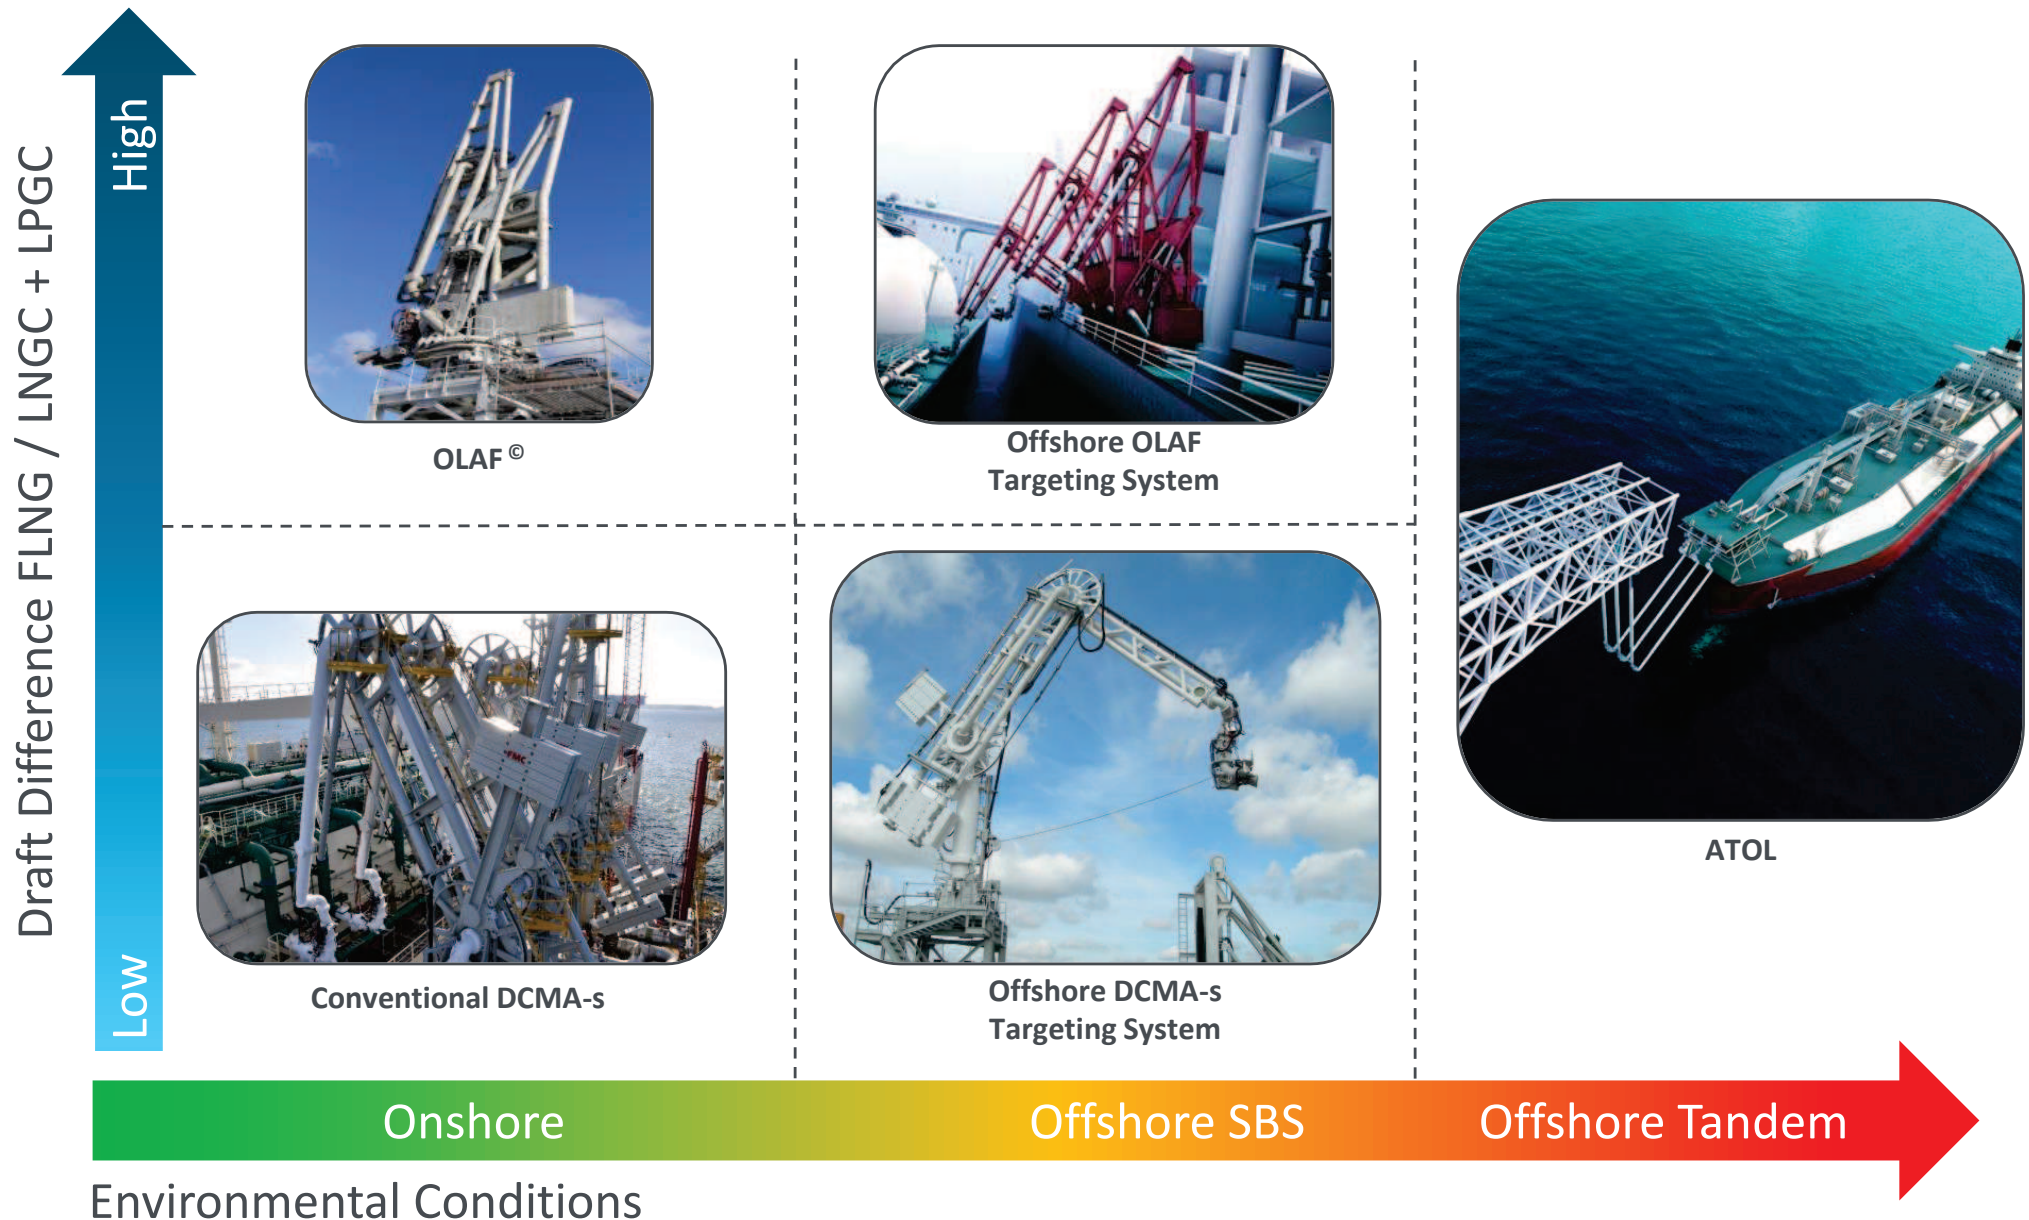 Draft Difference FLNG / LNGC + LPGC
High
Low
OLAF ©
Offshore OLAF
Targeting System
Conventional DCMA-s
FMC
Offshore DCMA-s
Targeting System
ATOL
Onshore
Offshore SBS
Offshore Tandem
Environmental Conditions